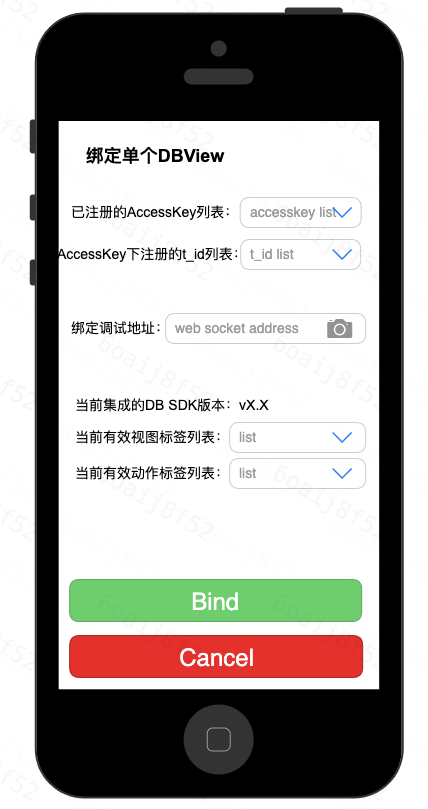 绑定单个DBView
已注册的AccessKey列表: accesskey list
AccessKey下注册的t_id列表: t_id list
绑定调试地址: web socket address
当前集成的DB SDK版本: vX.X
当前有效视图标签列表: list
当前有效动作标签列表: list
Bind
Cancel
6oaij8f52